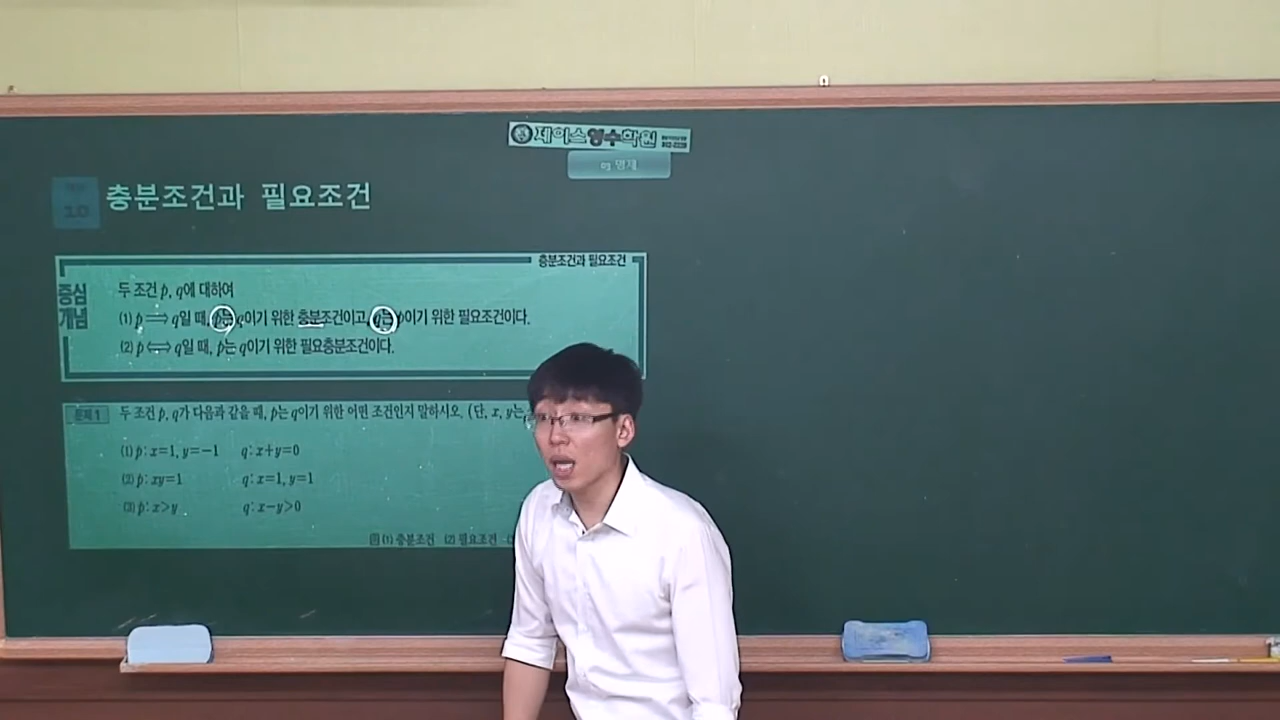 제이스영수학원
명제
10
충분조건과 필요조건
충분조건과 필요조건
중심
개념
두 조건 p, q에 대하여
(1) p ⟹ q일 때, p는 q이기 위한 충분조건이고, q는 p이기 위한 필요조건이다.
(2) p ⟺ q일 때, p는 q이기 위한 필요충분조건이다.
문제 1 두 조건 p, q가 다음과 같을 때, p는 q이기 위한 어떤 조건인지 말하시오. (단, x, y는
(1) p: x=1, y=-1 q: x+y=0
(2) p: xy=1 q: x=1, y=1
(3) p: x>y q: x-y>0
답 (1) 충분조건 (2) 필요조건